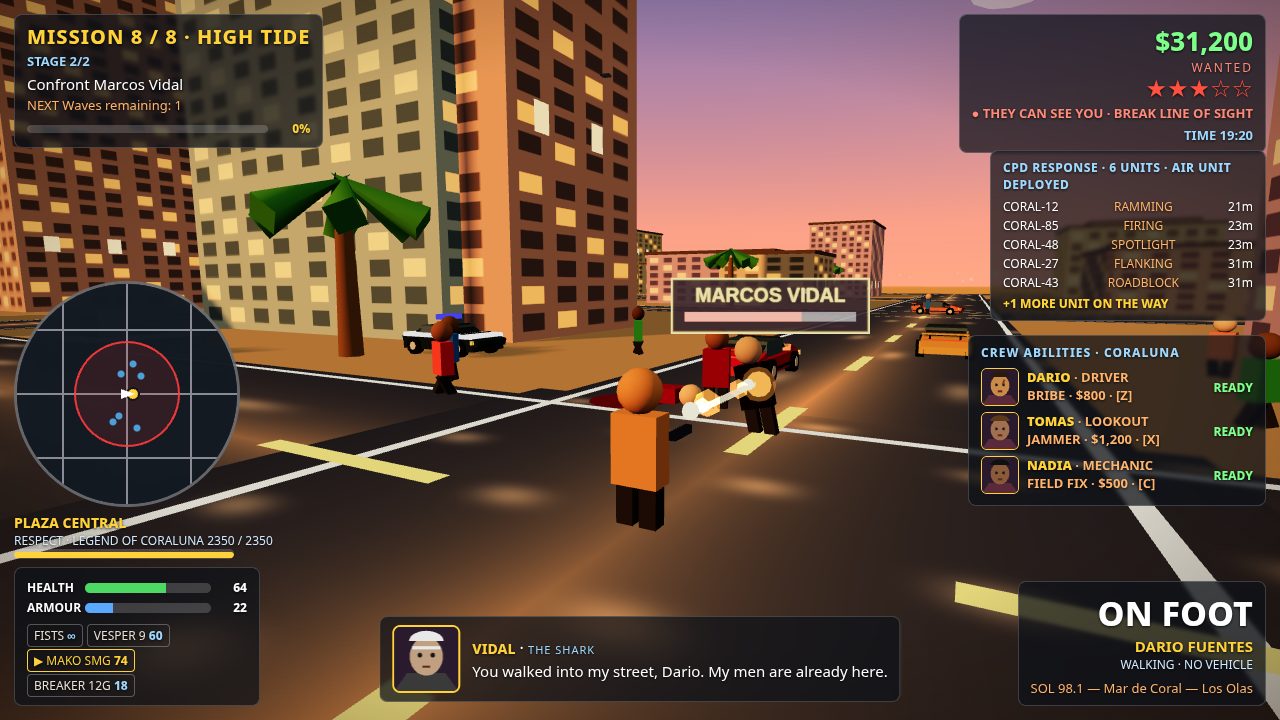 MISSION 8 / 8 · HIGH TIDE
STAGE 2/2
Confront Marcos Vidal
NEXT Waves remaining: 1
0%
$31,200
WANTED
★★★☆☆
● THEY CAN SEE YOU · BREAK LINE OF SIGHT
TIME 19:20
CPD RESPONSE · 6 UNITS · AIR UNIT
DEPLOYED
CORAL-12 RAMMING 21m
CORAL-85 FIRING 23m
CORAL-48 SPOTLIGHT 23m
CORAL-27 FLANKING 31m
CORAL-43 ROADBLOCK 31m
+1 MORE UNIT ON THE WAY
MARCOS VIDAL
CREW ABILITIES · CORALUNA
DARIO · DRIVER
BRIBE · $800 · [Z]
READY
TOMAS · LOOKOUT
JAMMER · $1,200 · [X]
READY
NADIA · MECHANIC
FIELD FIX · $500 · [C]
READY
PLAZA CENTRAL
RESPECT · LEGEND OF CORALUNA 2350 / 2350
HEALTH 64
ARMOUR 22
FISTS ∞ VESPER 9 60
▶ MAKO SMG 74
BREAKER 12G 18
VIDAL · THE SHARK
You walked into my street, Dario. My men are already here.
ON FOOT
DARIO FUENTES
WALKING · NO VEHICLE
SOL 98.1 — Mar de Coral — Los Olas